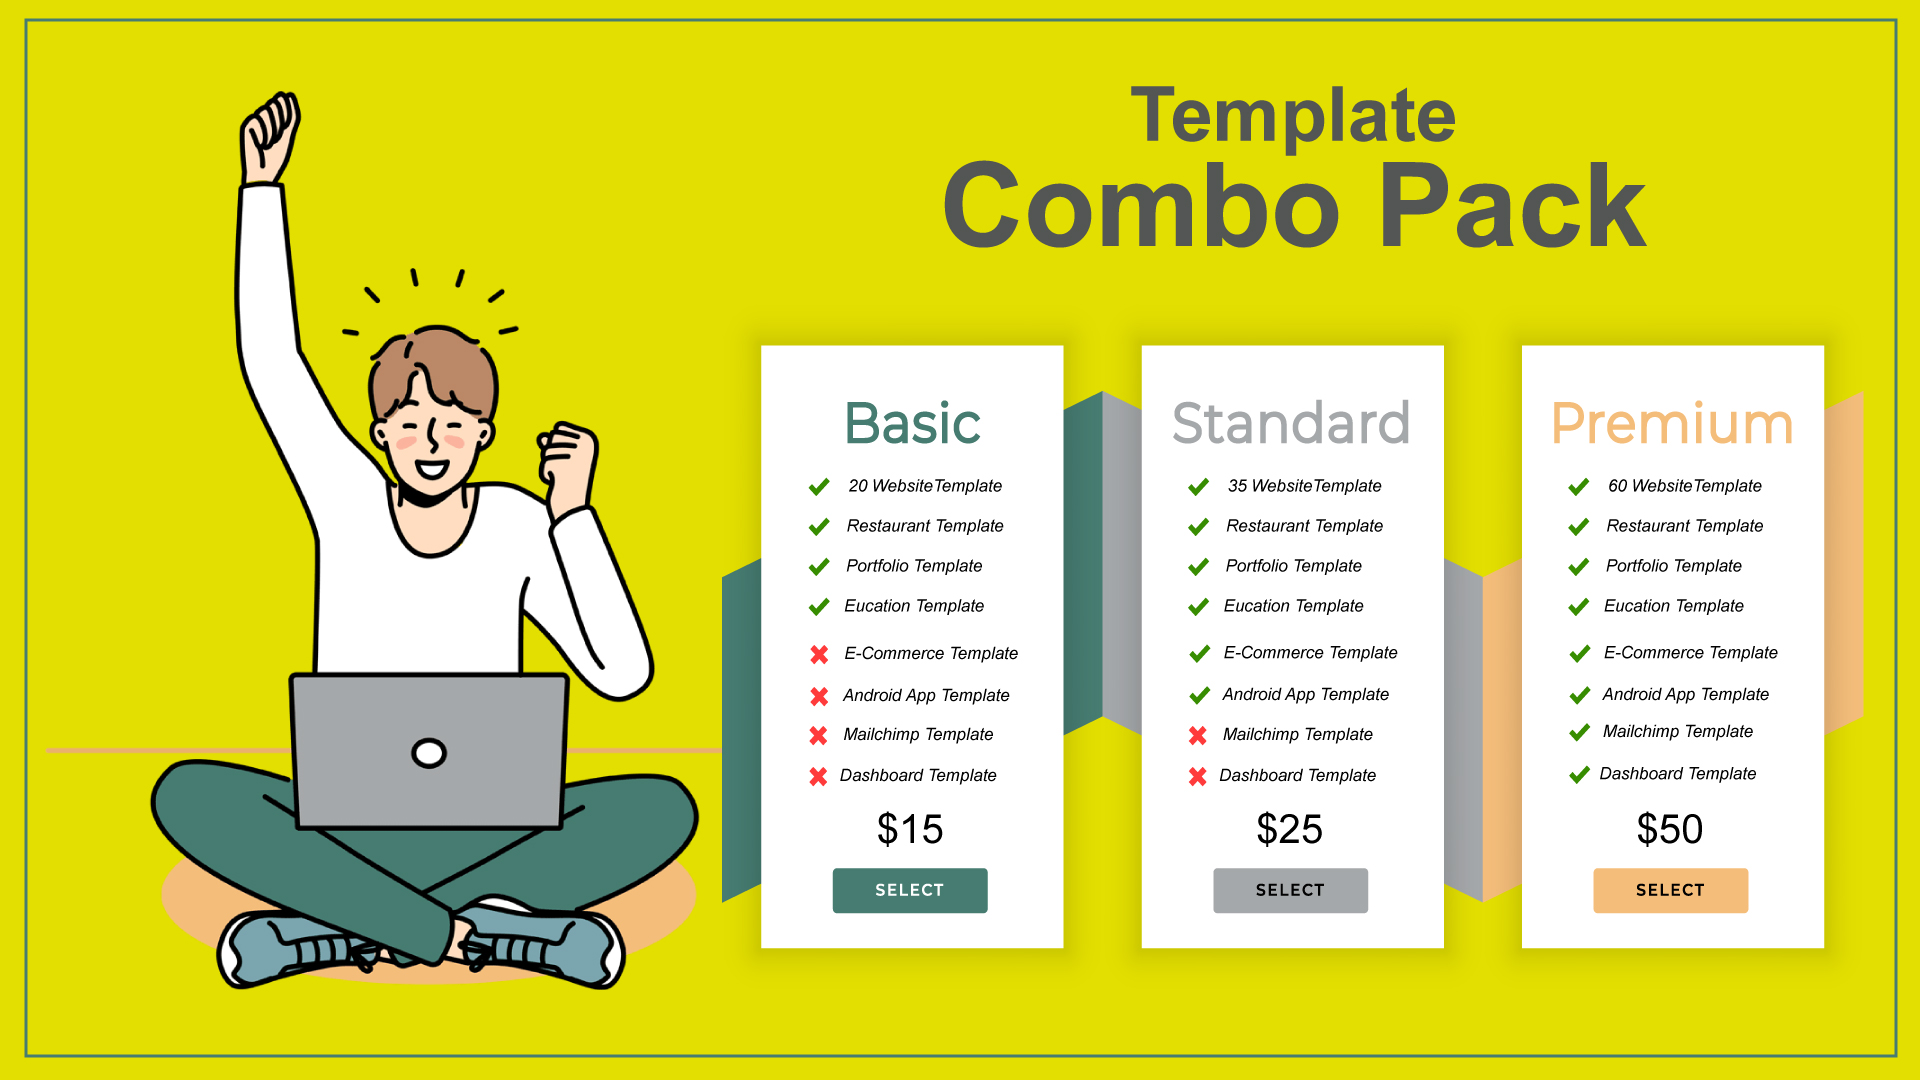 Template
Combo Pack
Basic
20 WebsiteTemplate
Restaurant Template
Portfolio Template
Eucation Template
E-Commerce Template
Android App Template
Mailchimp Template
Dashboard Template
$15
SELECT
Standard
35 WebsiteTemplate
Restaurant Template
Portfolio Template
Eucation Template
E-Commerce Template
Android App Template
Mailchimp Template
Dashboard Template
$25
SELECT
Premium
60 WebsiteTemplate
Restaurant Template
Portfolio Template
Eucation Template
E-Commerce Template
Android App Template
Mailchimp Template
Dashboard Template
$50
SELECT